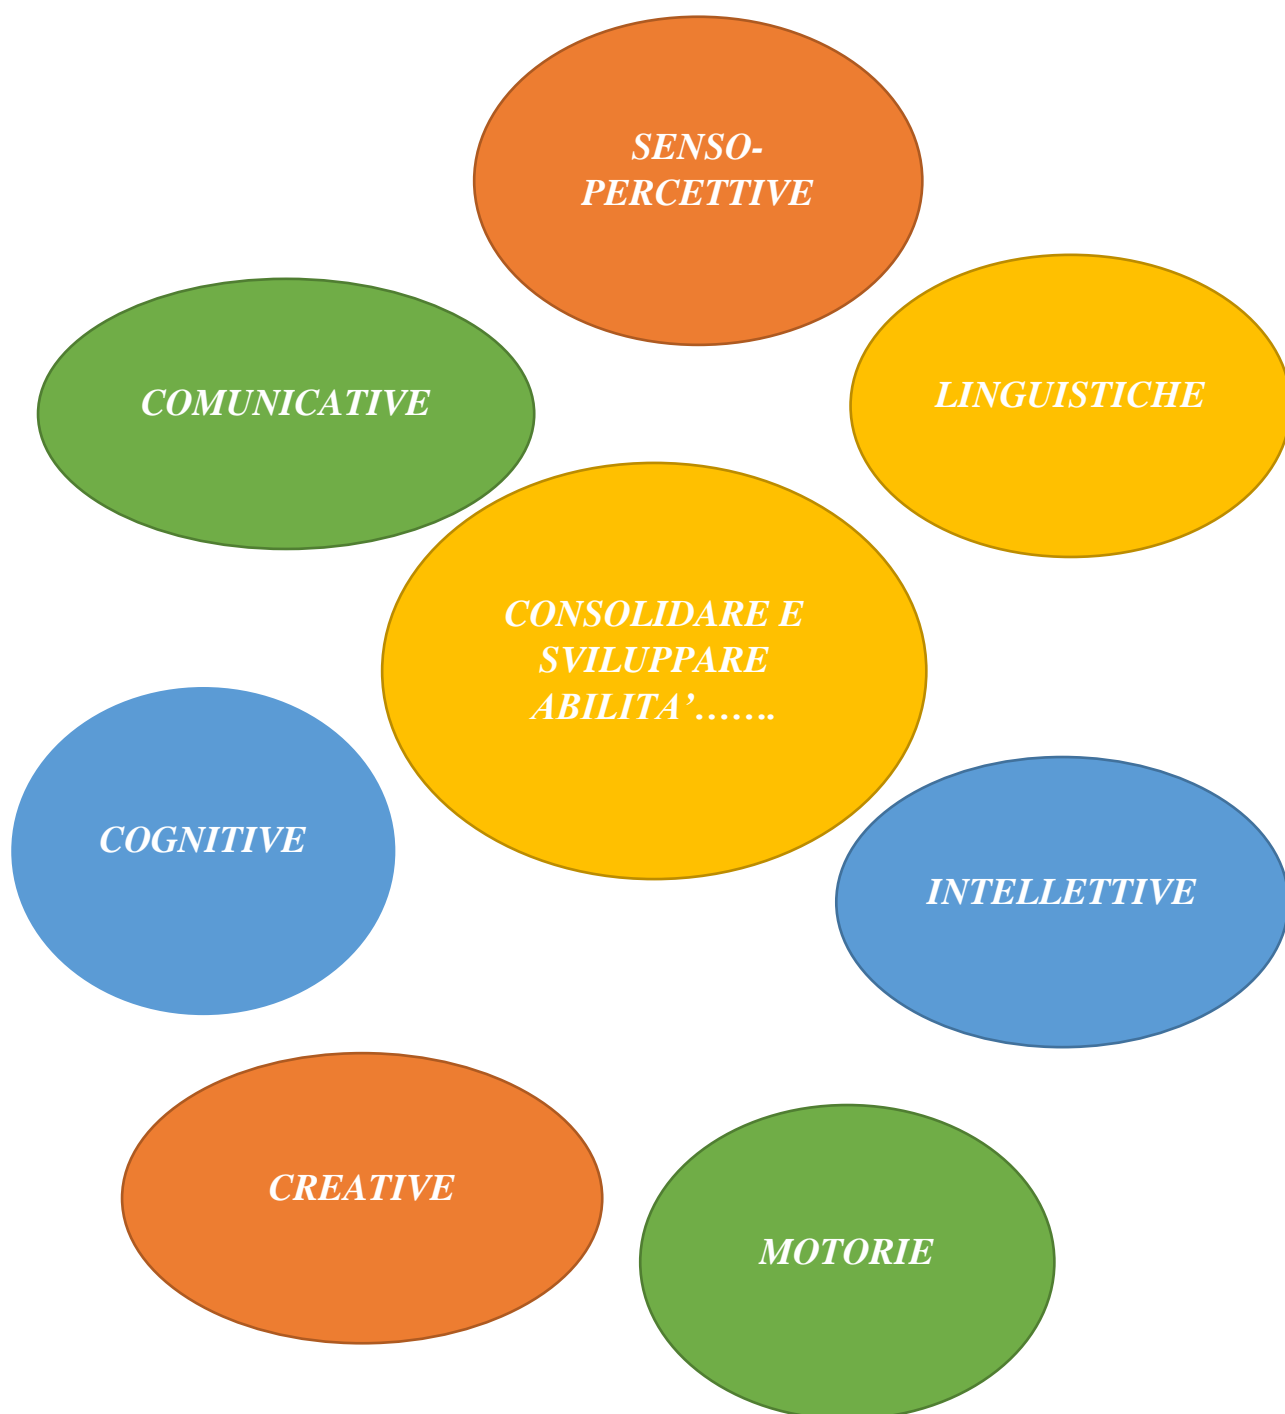 SENSO-
PERCETTIVE
LINGUISTICHE
COMUNICATIVE
CONSOLIDARE E
SVILUPPARE
ABILITA’…….
COGNITIVE
INTELLETTIVE
CREATIVE
MOTORIE